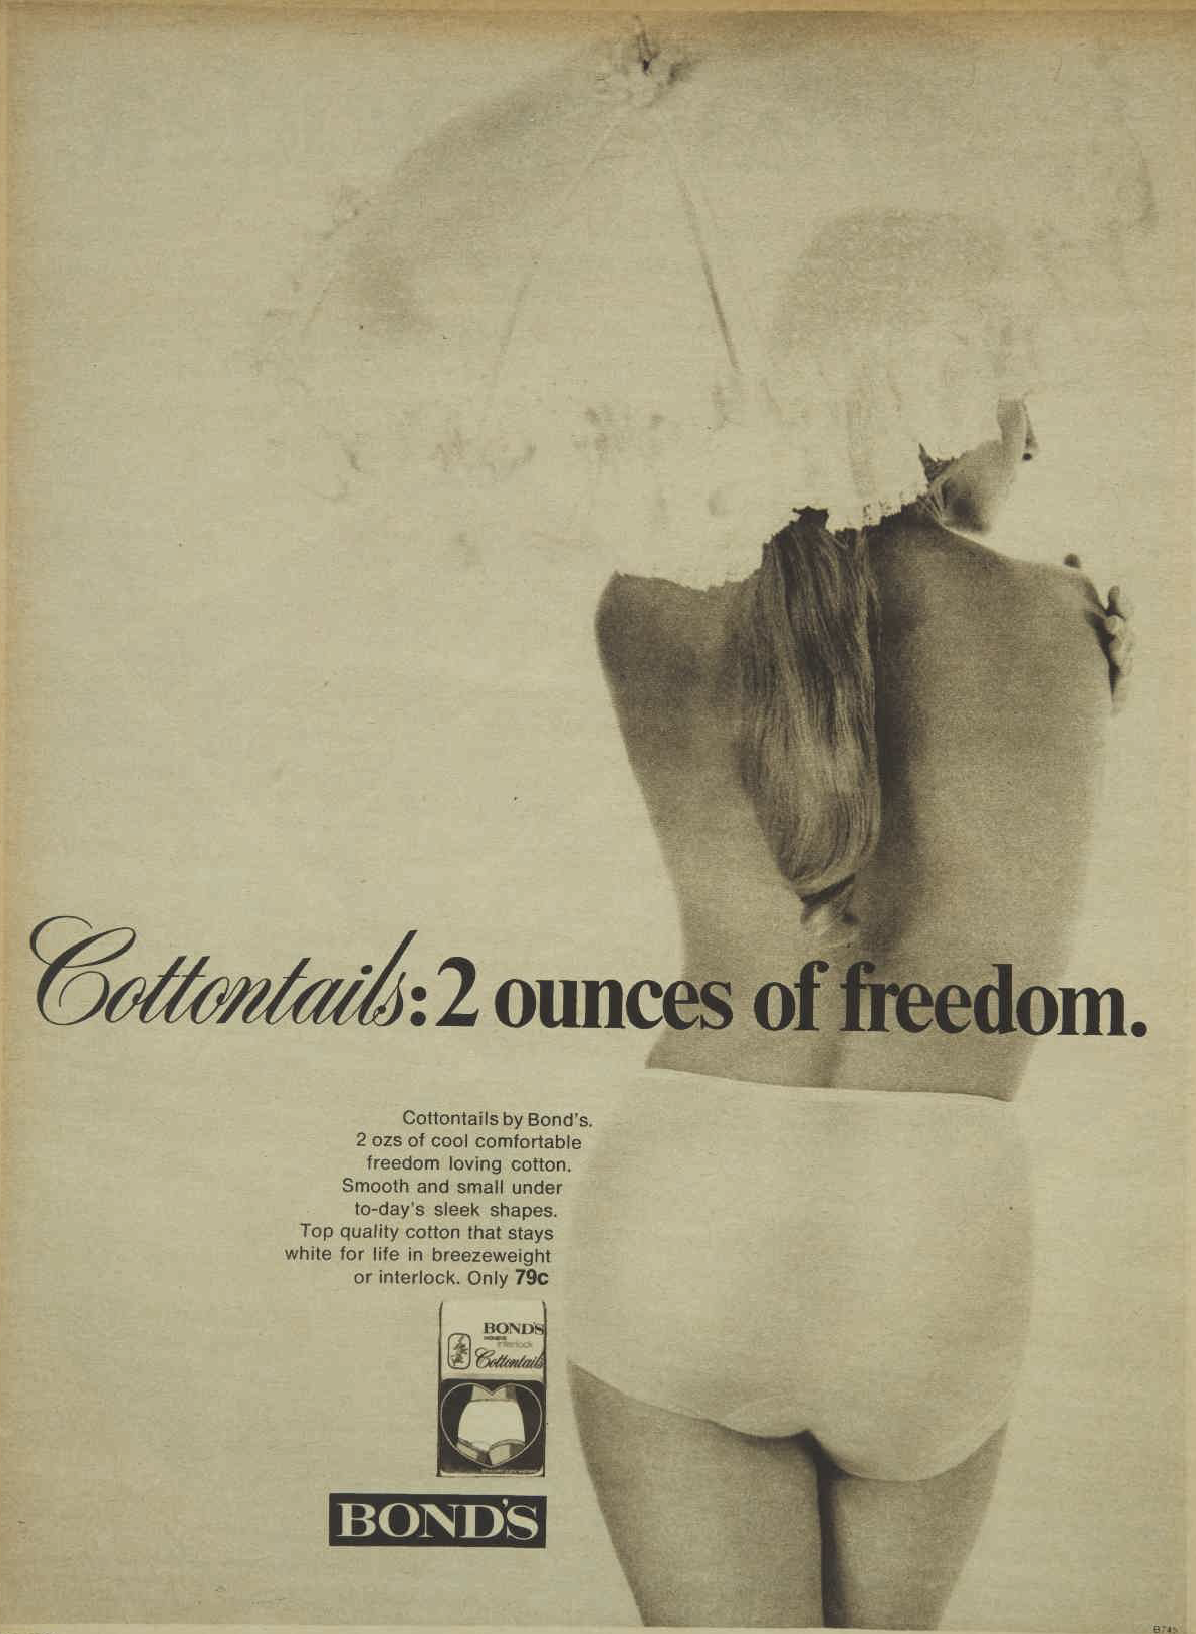 Cottontails: 2 ounces of freedom.
Cottontails by Bond's.
2 ozs of cool comfortable
freedom loving cotton.
Smooth and small under
to-day's sleek shapes.
Top quality cotton that stays
white for life in breezeweight
or interlock. Only 79c
BOND'S
interlock
Cottontails
BOND'S